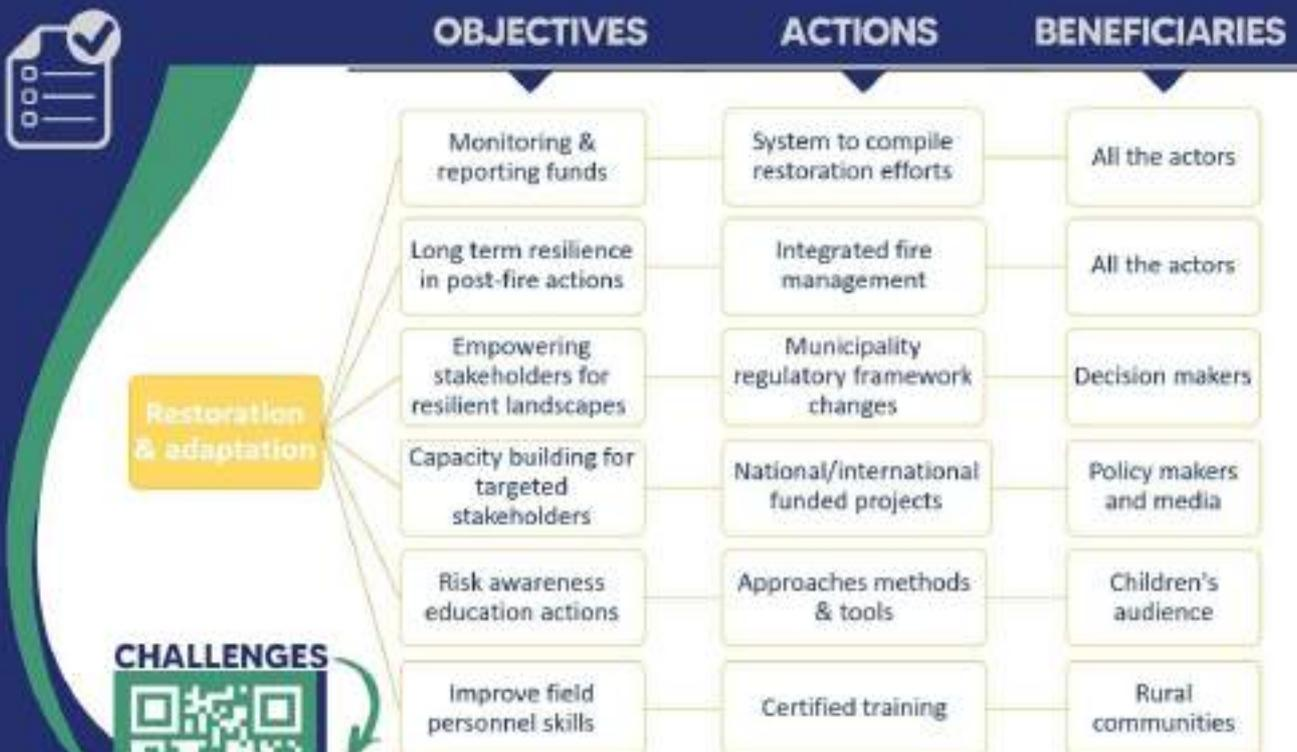 OBJECTIVES
ACTIONS
BENEFICIARIES
Monitoring &
reporting funds
System to compile
restoration efforts
All the actors
Long term resilience
in post-fire actions
Integrated fire
management
All the actors
Empowering
stakeholders for
resilient landscapes
Municipality
regulatory framework
changes
Decision makers
Restoration
& adaptation
Capacity building for
targeted
stakeholders
National/international
funded projects
Policy makers
and media
Risk awareness
education actions
Approaches methods
& tools
Children's
audience
CHALLENGES
Improve field
personnel skills
Certified training
Rural
communities